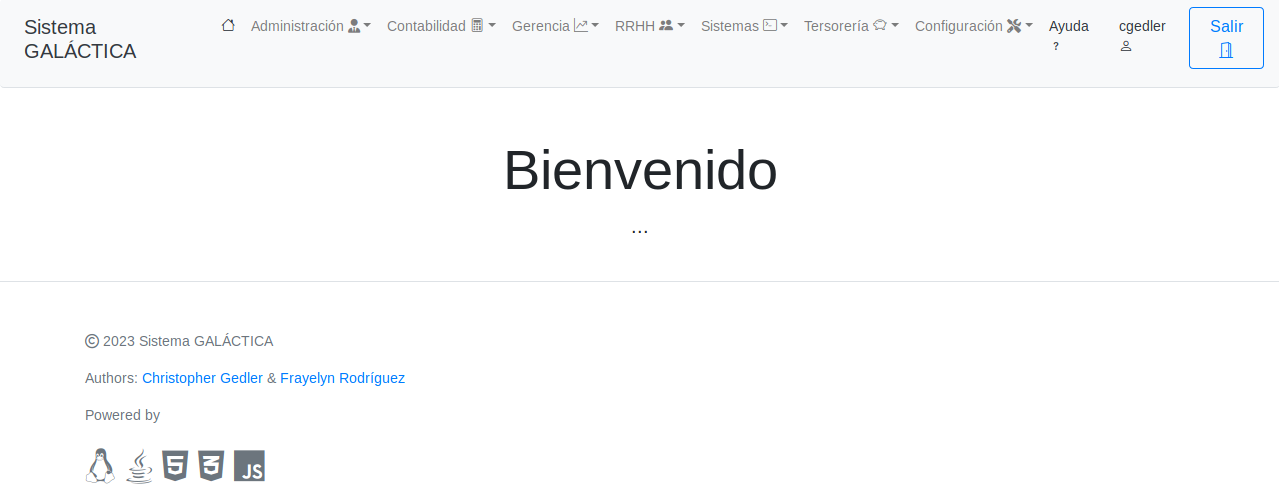 Sistema GALÁCTICA
Administración Contabilidad Gerencia RRHH Sistemas Tersorería Configuración Ayuda ? cgedler Salir
Bienvenido
...
© 2023 Sistema GALÁCTICA
Authors: Christopher Gedler & Frayelyn Rodríguez
Powered by
5 3 JS